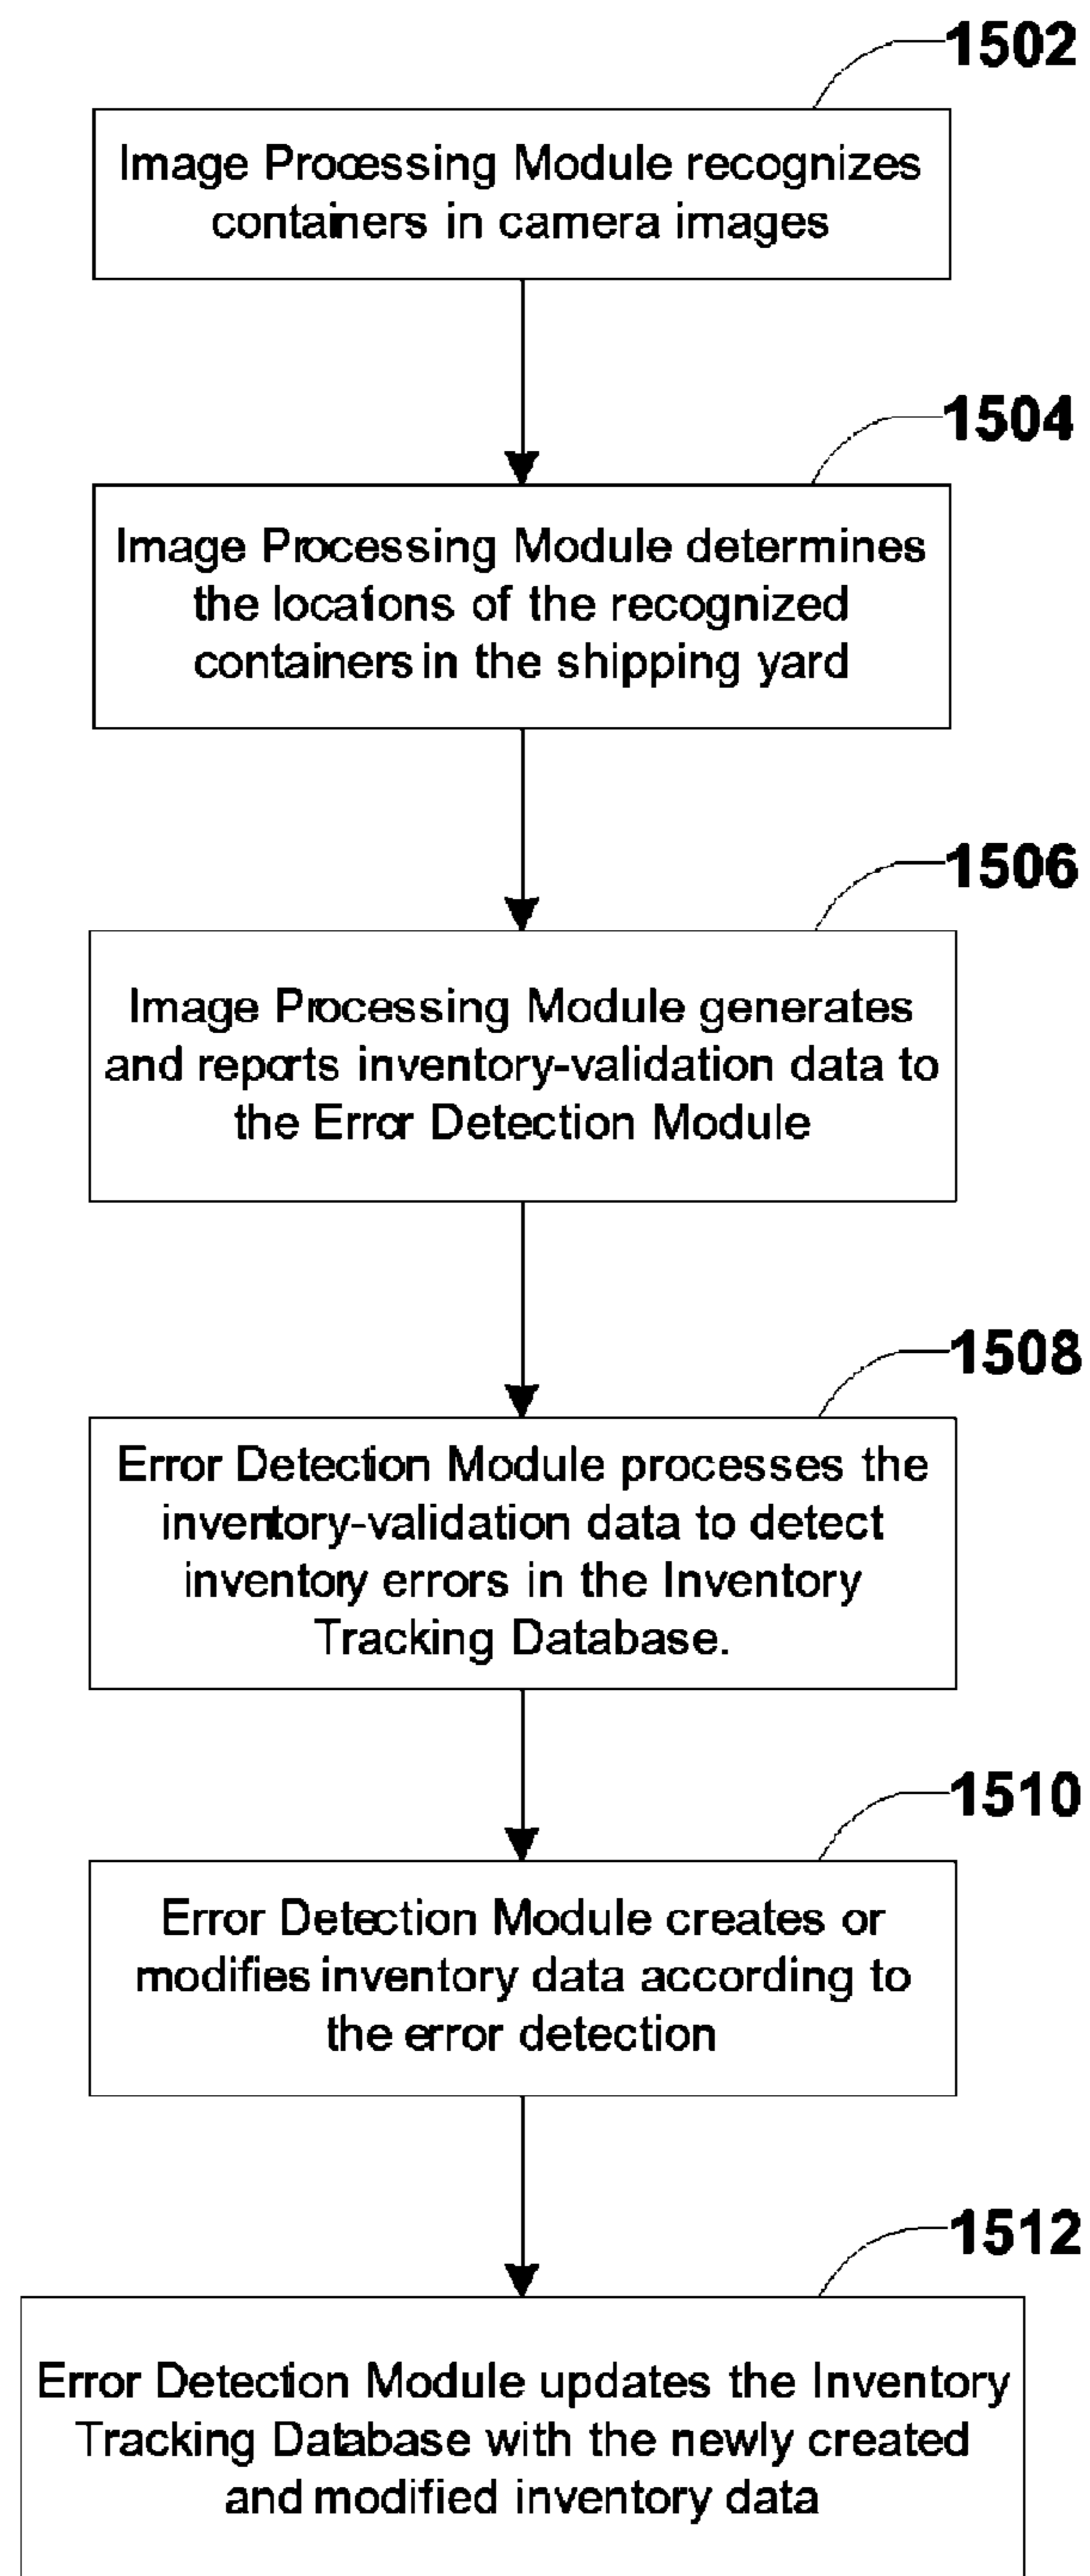 1502
Image Processing Module recognizes
containers in camera images
1504
Image Processing Module determines
the locations of the recognized
containers in the shipping yard
1506
Image Processing Module generates
and reports inventory-validation data to
the Error Detection Module
1508
Error Detection Module processes the
inventory-validation data to detect
inventory errors in the Inventory
Tracking Database.
1510
Error Detection Module creates or
modifies inventory data according to
the error detection
1512
Error Detection Module updates the Inventory
Tracking Database with the newly created
and modified inventory data